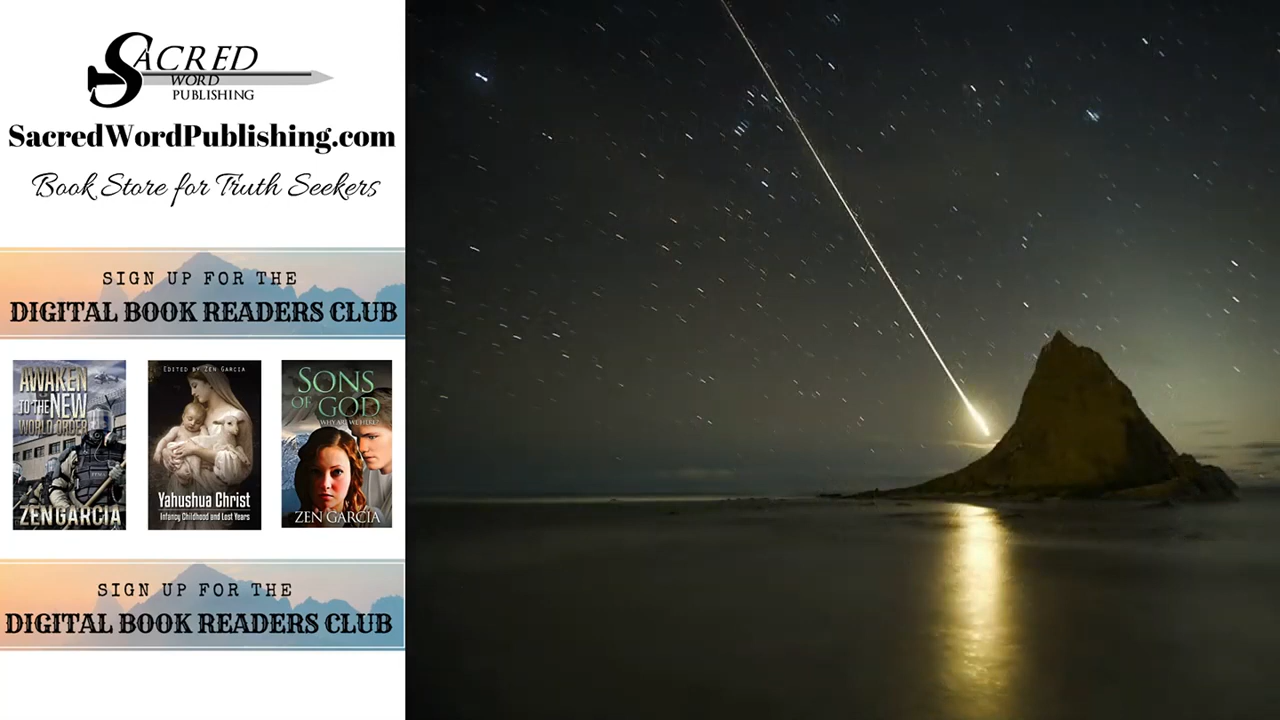 SACRED
WORD
PUBLISHING
SacredWordPublishing.com
Book Store for Truth Seekers
SIGN UP FOR THE
DIGITAL BOOK READERS CLUB
AWAKEN
TO THE NEW
WORLD ORDER
ZEN GARCIA
EDITED BY ZEN GARCIA
Yahushua Christ
Infancy Childhood and Lost Years
SONS
OF GOD
WHY ARE WE HERE?
ZEN GARCIA
SIGN UP FOR THE
DIGITAL BOOK READERS CLUB